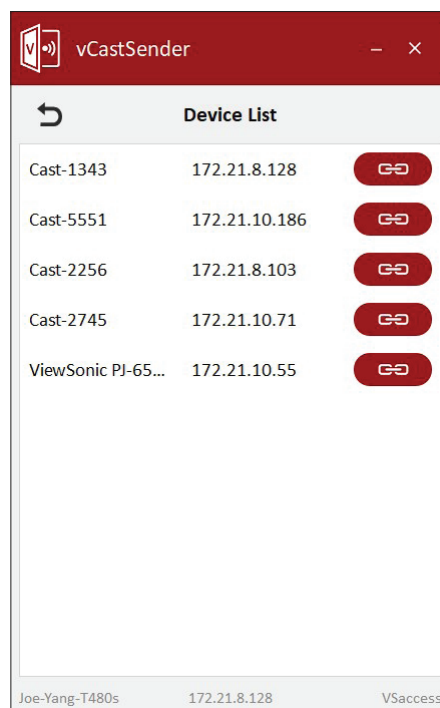 V vCastSender
Device List
Cast-1343 172.21.8.128
Cast-5551 172.21.10.186
Cast-2256 172.21.8.103
Cast-2745 172.21.10.71
ViewSonic PJ-65... 172.21.10.55
Joe-Yang-T480s 172.21.8.128 VSaccess